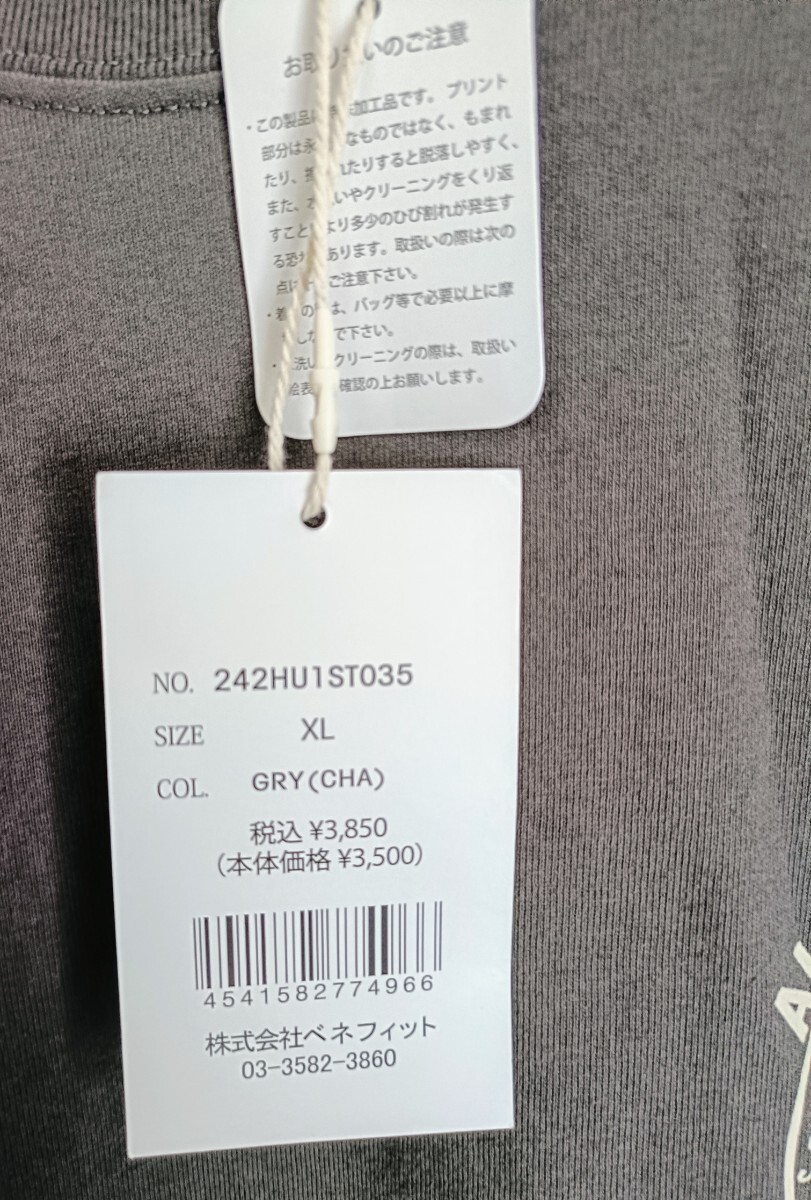 お取 いのご注意
・この製品は 加工品です。プリント
部分は永 なものではなく、もまれ
たり、 れたりすると脱落しやすく、
また、水 いやクリーニングをくり返
すこと より多少のひび割れが発生す
る恐 あります。取扱いの際は次の
点に ご注意下さい。
・着 の は、バッグ等で必要以上に摩
し で下さい。
・ 洗い クリーニングの際は、取扱い
絵表 確認の上お願いします。
NO. 242HU1ST035
SIZE XL
COL. GRY(CHA)
税込 ¥3,850
(本体価格 ¥3,500)
4541582774966
株式会社ベネフィット
03-3582-3860
A